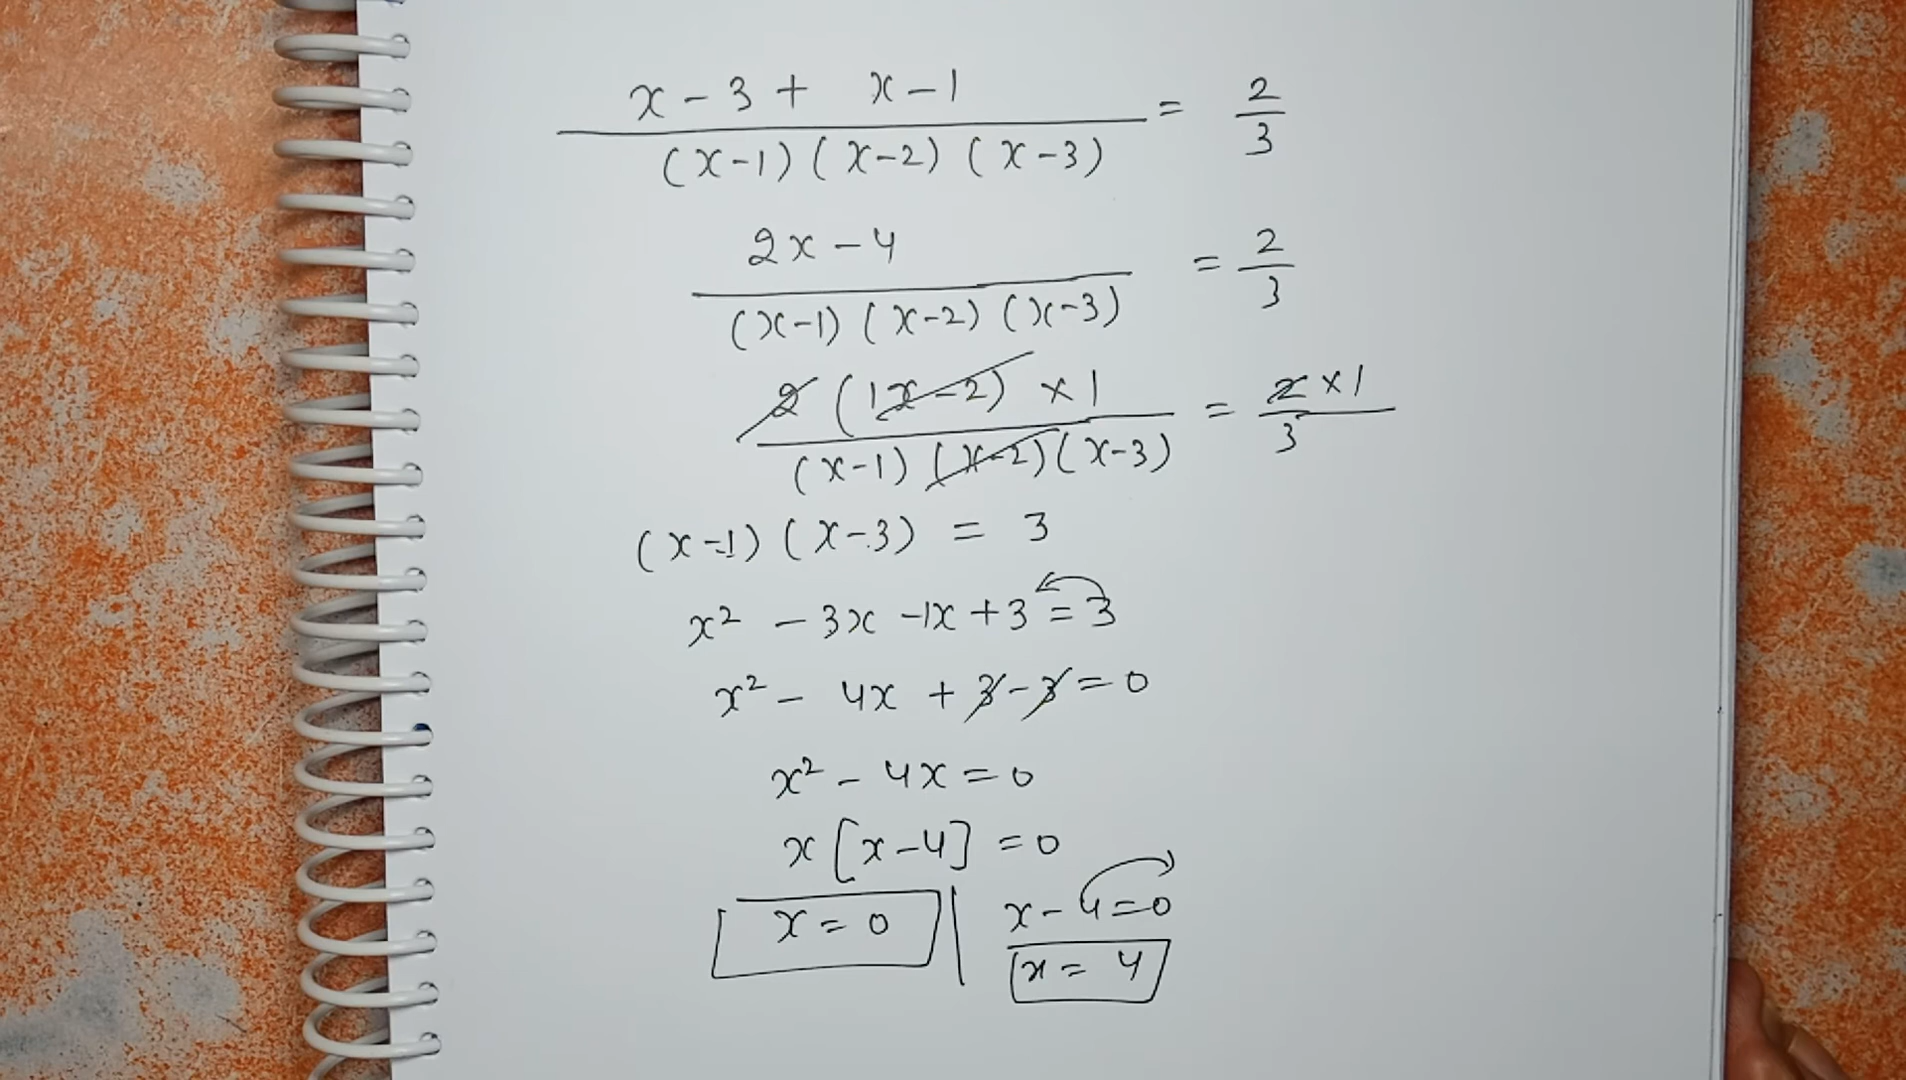 x - 3 + x - 1 / (x-1) (x-2) (x-3) = 2/3
2x - 4 / (x-1) (x-2) (x-3) = 2/3
2 (1x-2) × 1 / (x-1) (x-2) (x-3) = 2×1 / 3
(x-1) (x-3) = 3
x² - 3x - 1x + 3 = 3
x² - 4x + 3 - 3 = 0
x² - 4x = 0
x [x-4] = 0
x = 0 | x - 4 = 0
x = 4